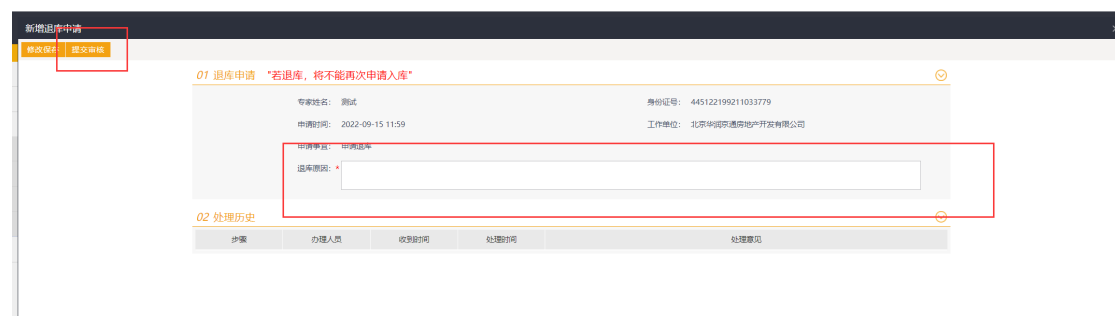 新增退库申请
修改保存 提交审核
01 退库申请 "若退库，将不能再次申请入库"
专家姓名： 测试 身份证号： 445122199211033779
申请时间： 2022-09-15 11:59 工作单位： 北京华润京通房地产开发有限公司
申请事宜： 申请退库
退库原因： *
02 处理历史
步骤 办理人员 收到时间 处理时间 处理意见